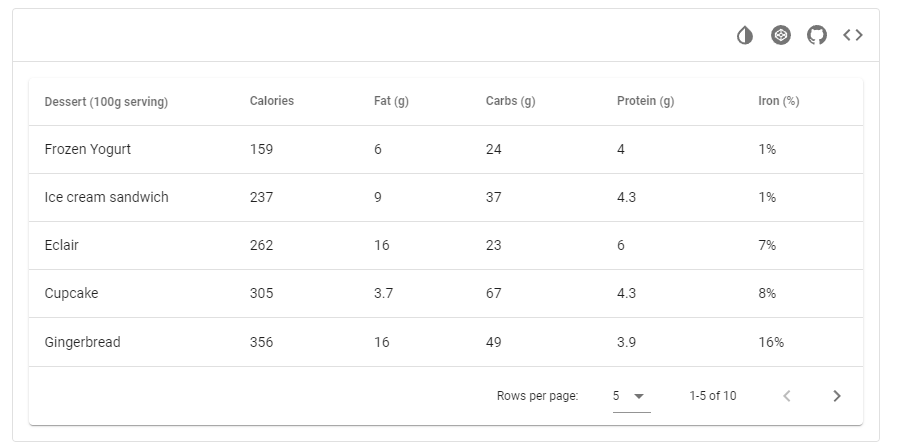 Dessert (100g serving) Calories Fat (g) Carbs (g) Protein (g) Iron (%)
Frozen Yogurt 159 6 24 4 1%
Ice cream sandwich 237 9 37 4.3 1%
Eclair 262 16 23 6 7%
Cupcake 305 3.7 67 4.3 8%
Gingerbread 356 16 49 3.9 16%
Rows per page: 5 1-5 of 10